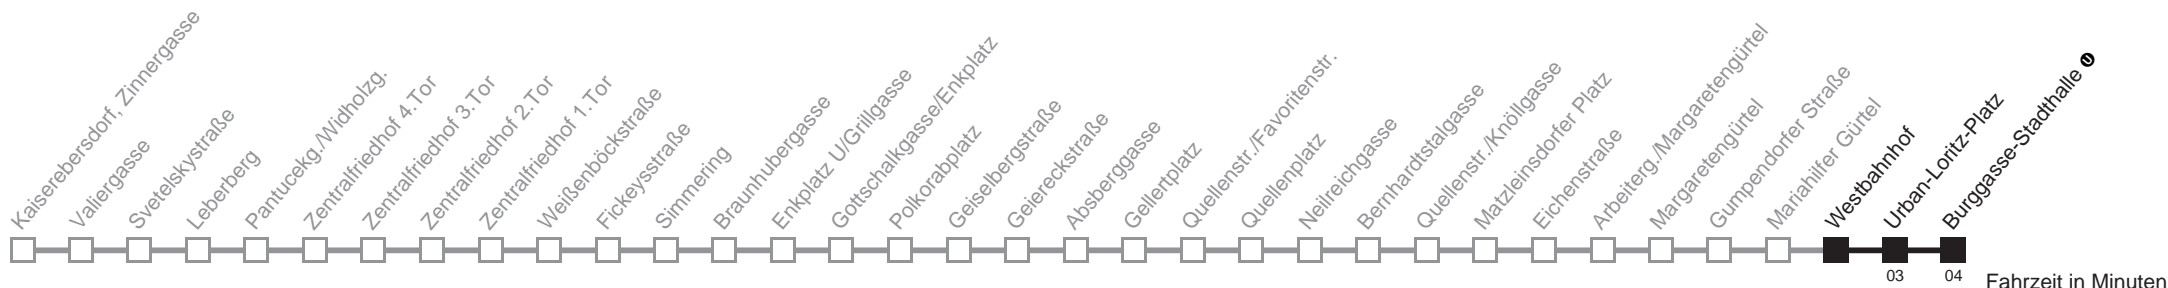 Kaiserebersdorf, Zinnergasse
Valiergasse
Svetelskystraße
Leberberg
Pantuceкg./Widholzg.
Zentralfriedhof 4.Tor
Zentralfriedhof 3.Tor
Zentralfriedhof 2.Tor
Zentralfriedhof 1.Tor
Weißenböckstraße
Fickeysstraße
Simmering
Braunhubergasse
Enkplatz U/Grillgasse
Gottschalkgasse/Enkplatz
Polkorabplatz
Geiselbergstraße
Geiereckstraße
Absberggasse
Gellertplatz
Quellenstr./Favoritenstr.
Quellenplatz
Neilreichgasse
Bernhardtstalgasse
Quellenstr./Knöllgasse
Matzleinsdorfer Platz
Eichenstraße
Arbeiterg./Margaretengürtel
Margaretengürtel
Gumpendorfer Straße
Mariahilfer Gürtel
Westbahnhof
Urban-Loritz-Platz
Burggasse-Stadthalle U
03
04
Fahrzeit in Minuten